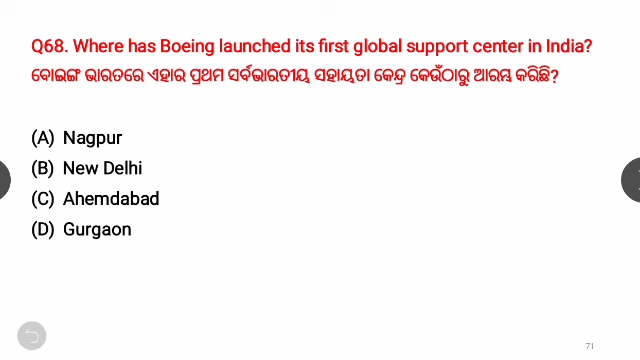 Q68. Where has Boeing launched its first global support center in India?
ବୋଇଙ୍ଗ ଭାରତରେ ଏହାର ପ୍ରଥମ ସର୍ବଭାରତୀୟ ସହାୟତା କେନ୍ଦ୍ର କେଉଁଠାରୁ ଆରମ୍ଭ କରିଛି?
(A) Nagpur
(B) New Delhi
(C) Ahemdabad
(D) Gurgaon
71